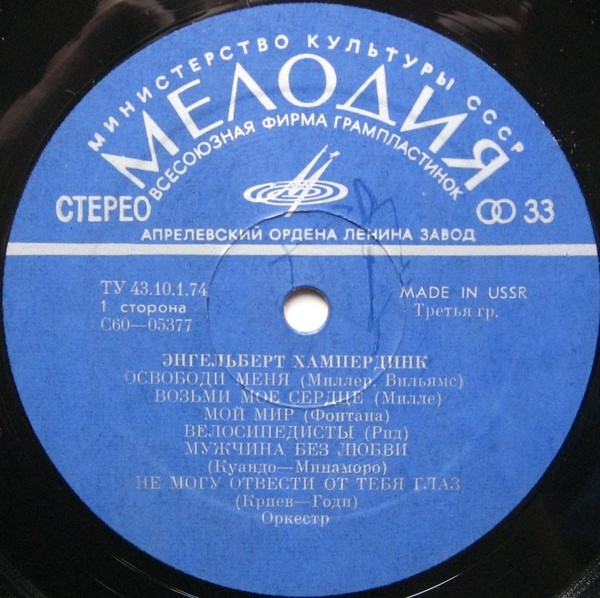 МИНИСТЕРСТВО КУЛЬТУРЫ СССР
МЕЛОДИЯ
ВСЕСОЮЗНАЯ ФИРМА ГРАМПЛАСТИНОК
СТЕРЕО
33
АПРЕЛЕВСКИЙ ОРДЕНА ЛЕНИНА ЗАВОД
ТУ 43.10.1.74
MADE IN USSR
1 сторона
Третья гр.
С60—05377
ЭНГЕЛЬБЕРТ ХАМПЕРДИНК
ОСВОБОДИ МЕНЯ (Миллер, Вильямс)
ВОЗЬМИ МОЕ СЕРДЦЕ (Милле)
МОЙ МИР (Фонтана)
ВЕЛОСИПЕДИСТЫ (Рид)
МУЖЧИНА БЕЗ ЛЮБВИ
(Куандо—Минаморо)
НЕ МОГУ ОТВЕСТИ ОТ ТЕБЯ ГЛАЗ
(Криев—Годи)
Оркестр